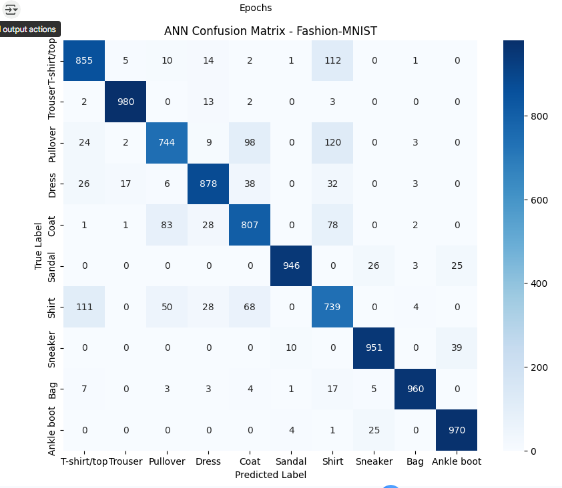 Epochs
output actions
ANN Confusion Matrix - Fashion-MNIST
T-shirt/top 855 5 10 14 2 1 112 0 1 0
Trouser 2 980 0 13 2 0 3 0 0 0
Pullover 24 2 744 9 98 0 120 0 3 0
Dress 26 17 6 878 38 0 32 0 3 0
Coat 1 1 83 28 807 0 78 0 2 0
Sandal 0 0 0 0 0 946 0 26 3 25
Shirt 111 0 50 28 68 0 739 0 4 0
Sneaker 0 0 0 0 0 10 0 951 0 39
Bag 7 0 3 3 4 1 17 5 960 0
Ankle boot 0 0 0 0 0 4 1 25 0 970
True Label
T-shirt/top Trouser Pullover Dress Coat Sandal Shirt Sneaker Bag Ankle boot
Predicted Label
800
600
400
200
0